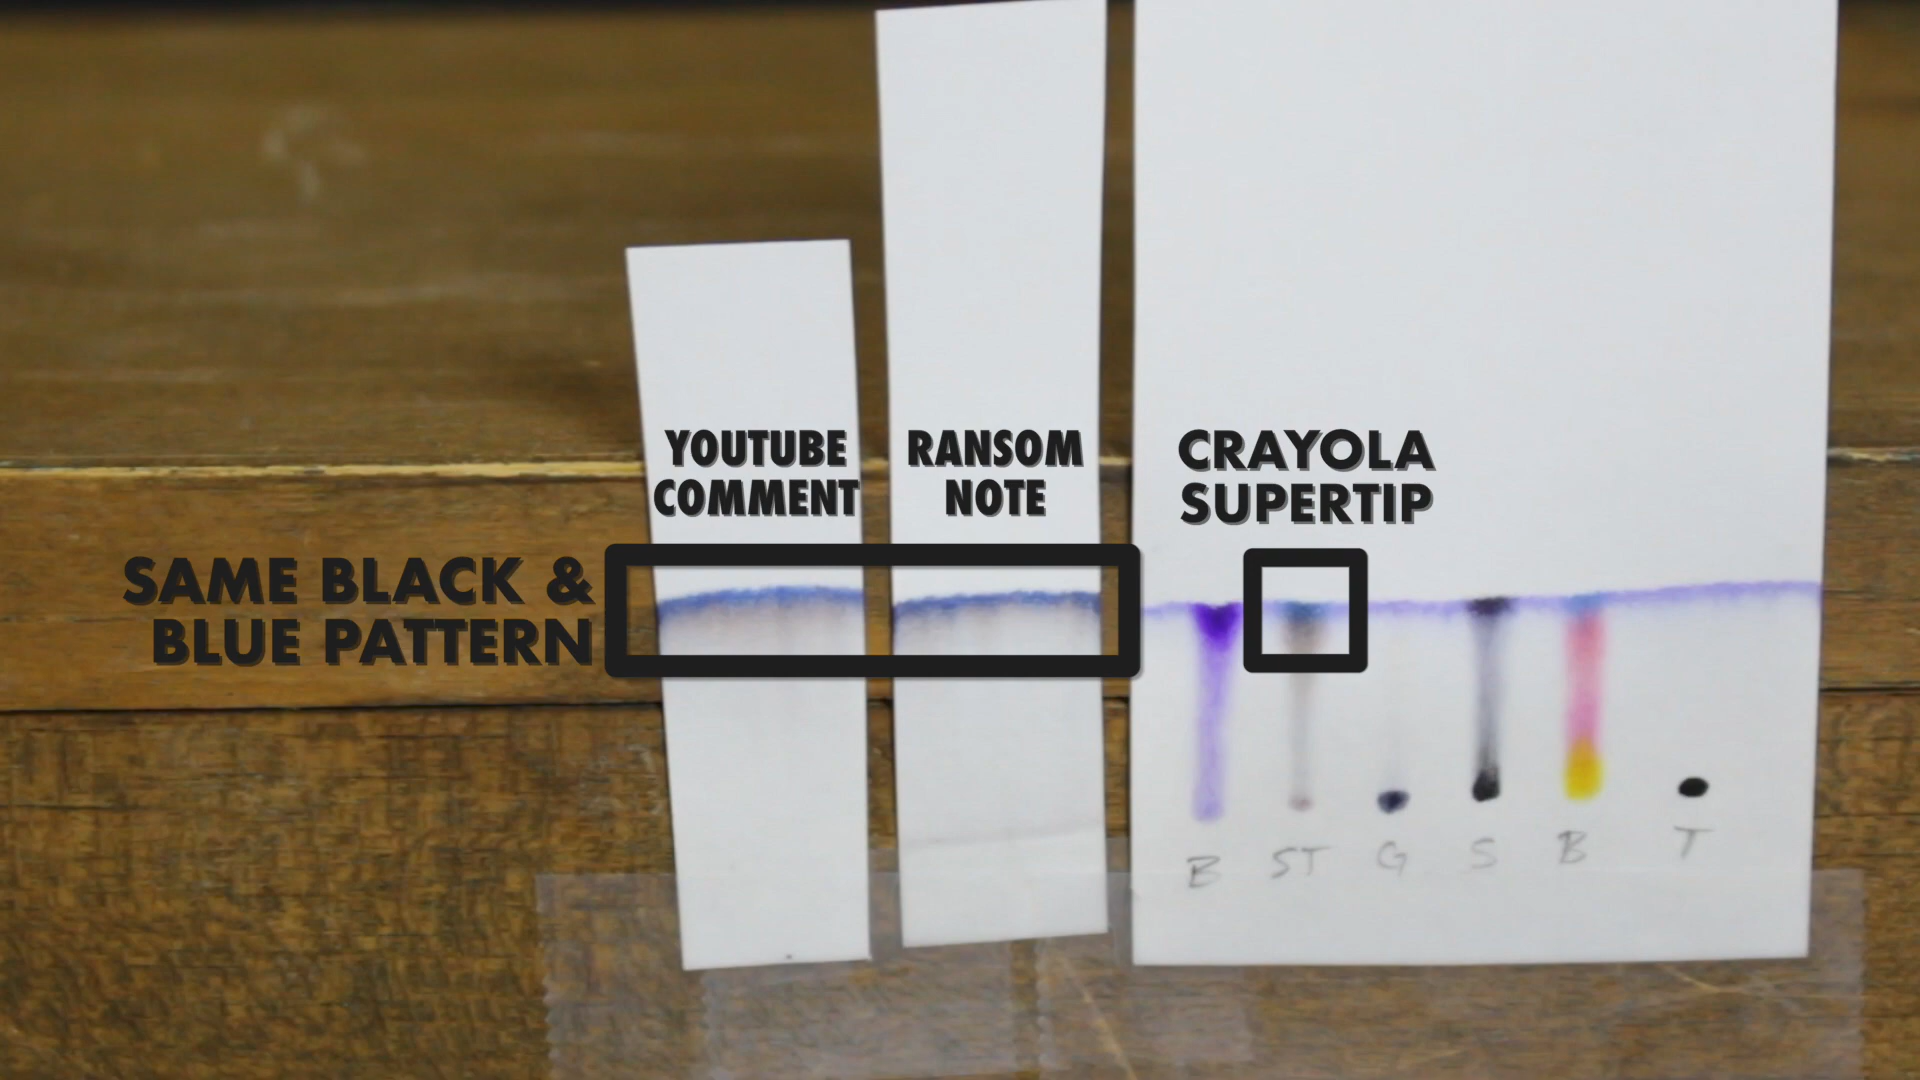 YOUTUBE
COMMENT
RANSOM
NOTE
CRAYOLA
SUPERTIP
SAME BLACK &
BLUE PATTERN
B ST G S B T